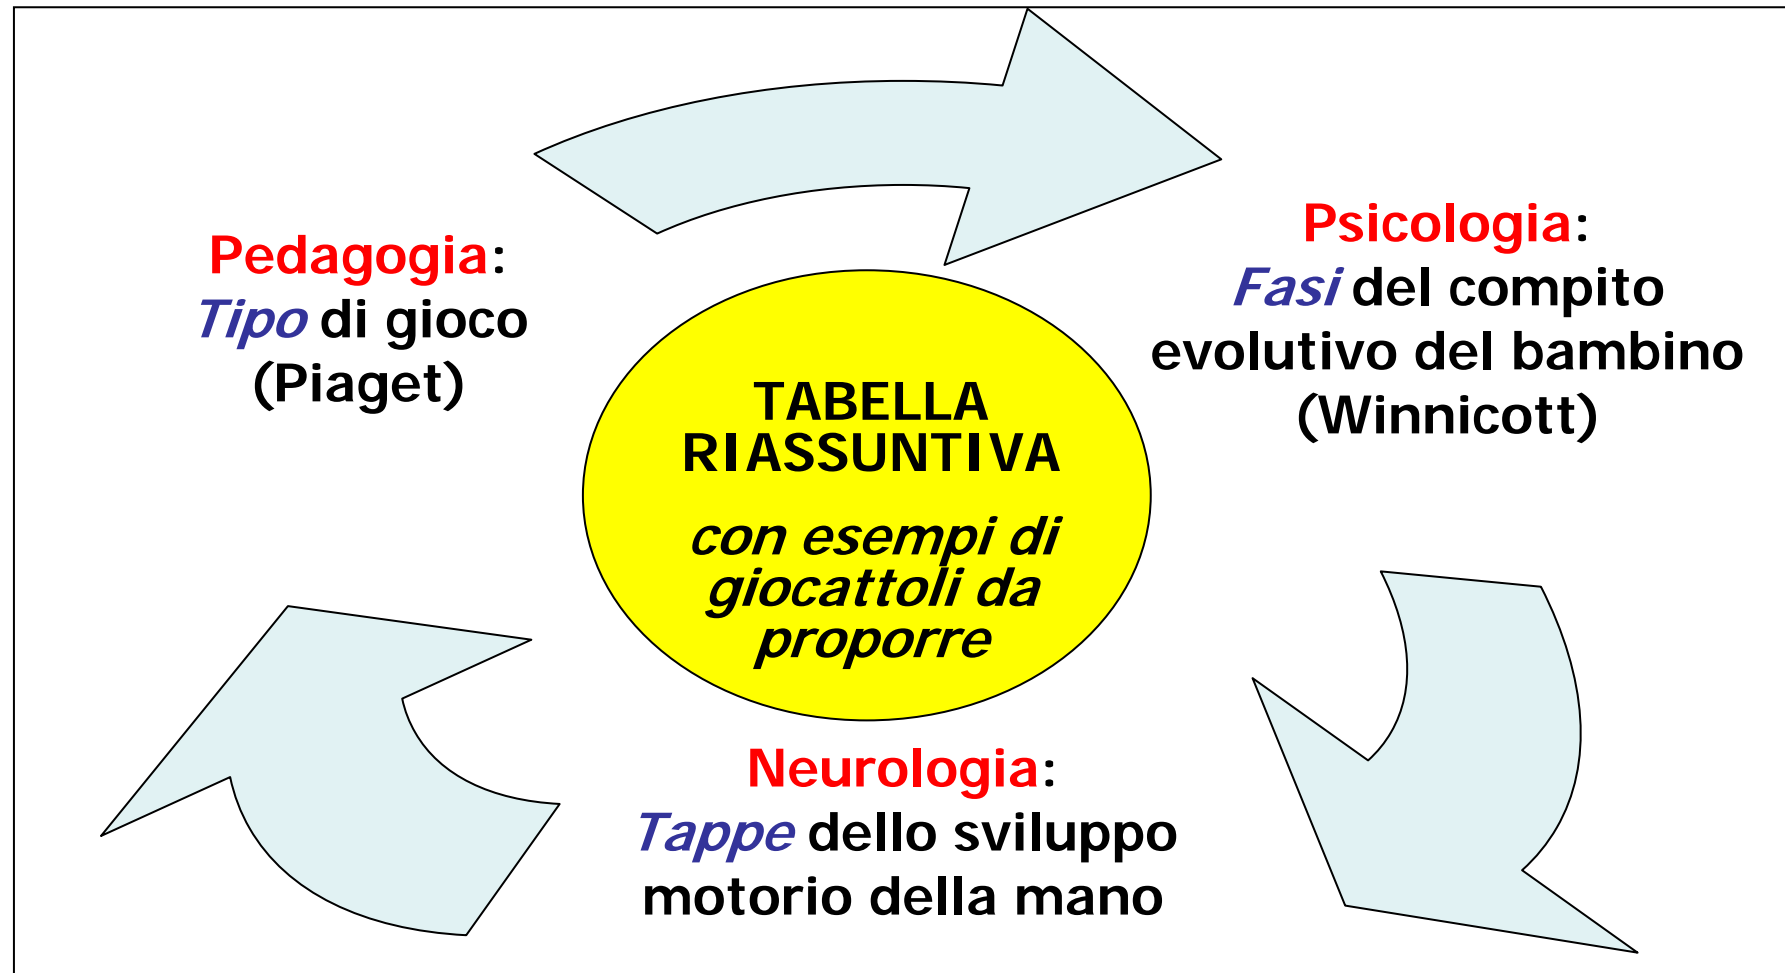 Pedagogia:
Tipo di gioco
(Piaget)
Psicologia:
Fasi del compito
evolutivo del bambino
(Winnicott)
TABELLA
RIASSUNTIVA
con esempi di
giocattoli da
proporre
Neurologia:
Tappe dello sviluppo
motorio della mano